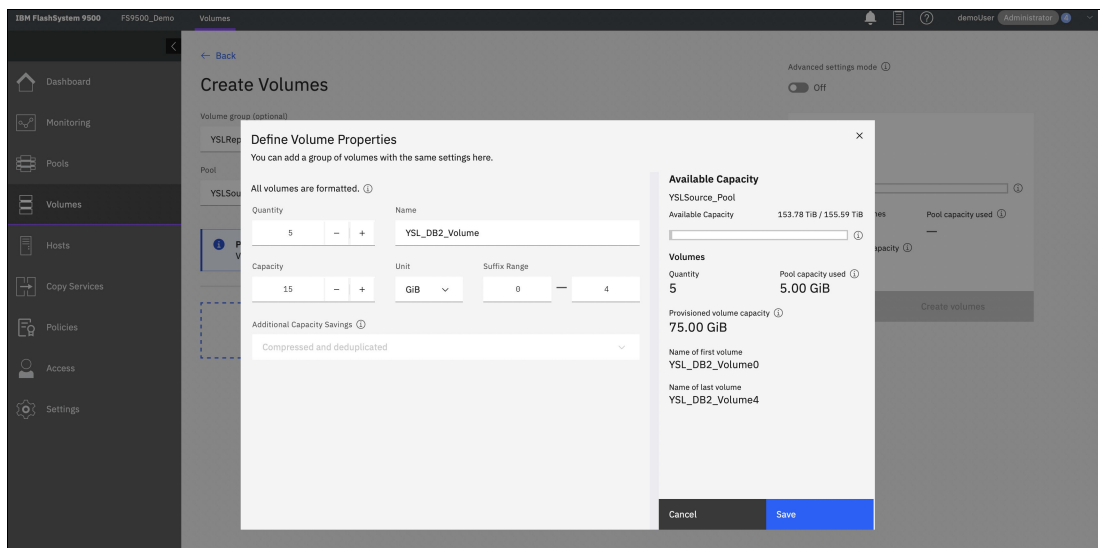 IBM FlashSystem 9500 FS9500_Demo Volumes demoUser Administrator 4
← Back
Create Volumes
Advanced settings mode
Off
Dashboard
Monitoring
Pools
Volumes
Hosts
Copy Services
Policies
Access
Settings
Volume group (optional)
YSLRep
Pool
YSLSou
P
V
Define Volume Properties
You can add a group of volumes with the same settings here.
All volumes are formatted.
Quantity Name
5 − + YSL_DB2_Volume
Capacity Unit Suffix Range
15 − + GiB 0 — 4
Additional Capacity Savings
Compressed and deduplicated
Available Capacity
YSLSource_Pool
Available Capacity 153.78 TiB / 155.59 TiB
Volumes
Quantity Pool capacity used
5 5.00 GiB
Provisioned volume capacity
75.00 GiB
Name of first volume
YSL_DB2_Volume0
Name of last volume
YSL_DB2_Volume4
Cancel Save
mes Pool capacity used
—
apacity
Create volumes